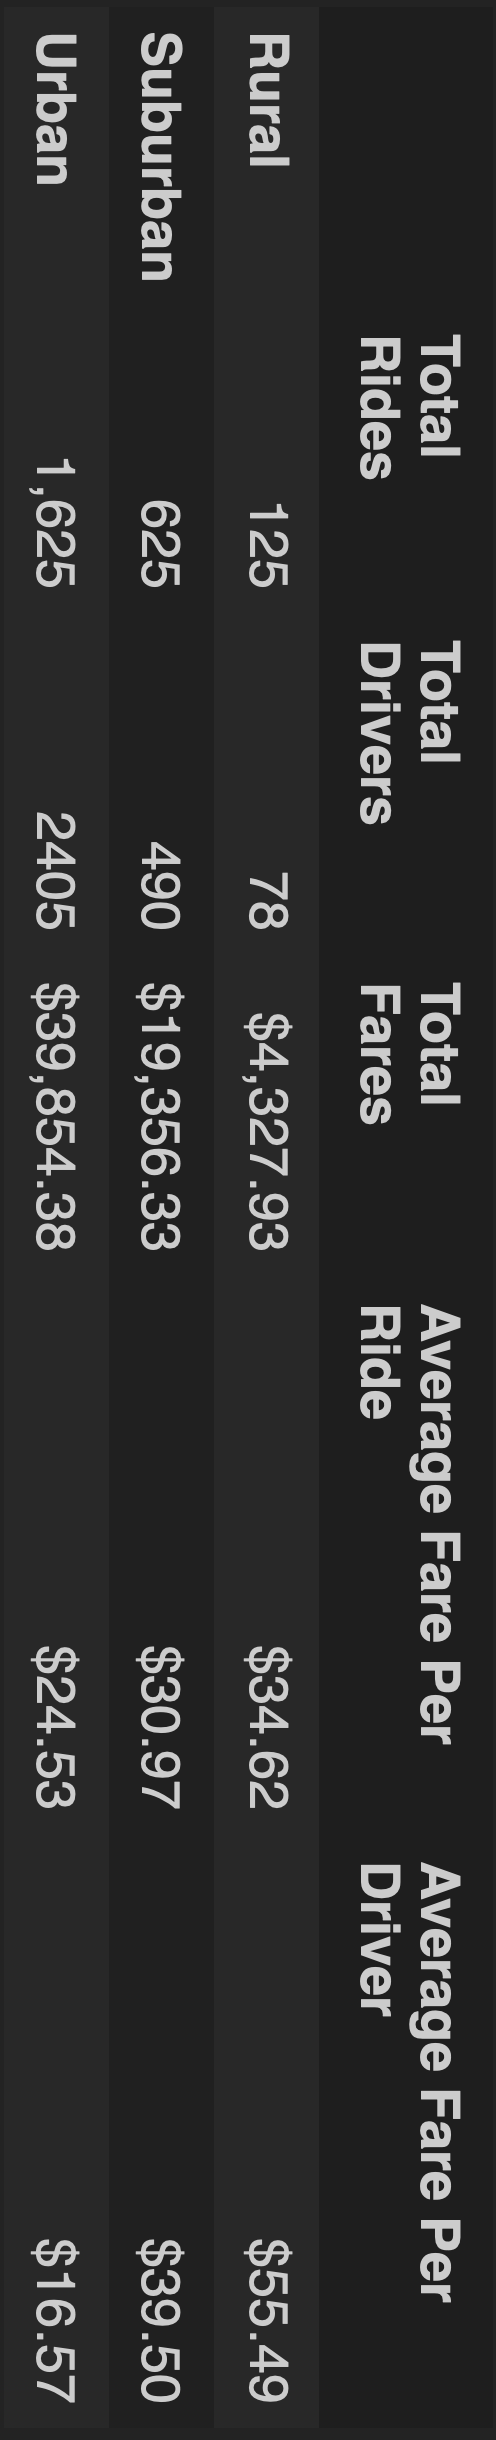 Total Rides Total Drivers Total Fares Average Fare Per Ride Average Fare Per Driver
Rural 125 78 $4,327.93 $34.62 $55.49
Suburban 625 490 $19,356.33 $30.97 $39.50
Urban 1,625 2405 $39,854.38 $24.53 $16.57